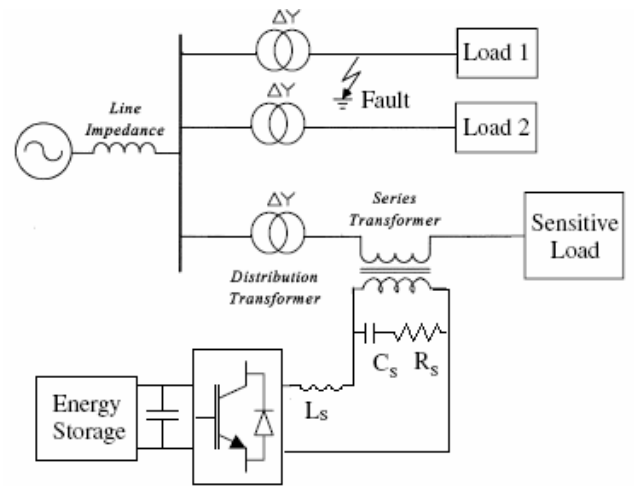 ΔY
Load 1
Fault
ΔY
Line
Impedance
Load 2
ΔY
Series
Transformer
Sensitive
Load
Distribution
Transformer
Cs
Rs
Ls
Energy
Storage